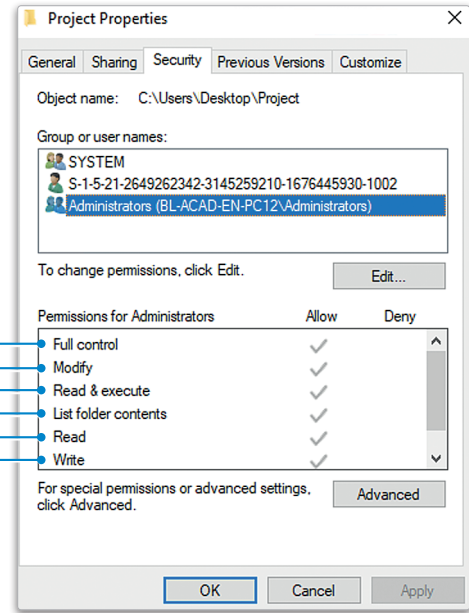 Project Properties
General Sharing Security Previous Versions Customize
Object name: C:\Users\Desktop\Project
Group or user names:
SYSTEM
S-1-5-21-2649262342-3145259210-1676445930-1002
Administrators (BL-ACAD-EN-PC12\Administrators)
To change permissions, click Edit.
Edit...
Permissions for Administrators Allow Deny
Full control
Modify
Read & execute
List folder contents
Read
Write
For special permissions or advanced settings,
click Advanced.
Advanced
OK Cancel Apply